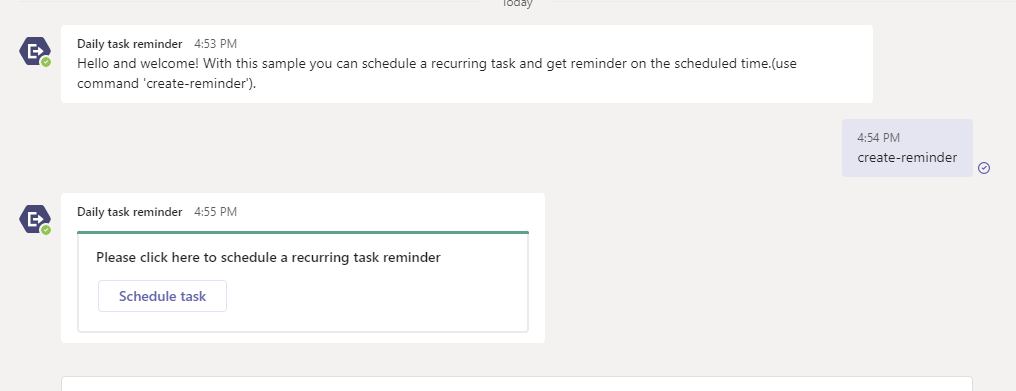 Today
Daily task reminder 4:53 PM
Hello and welcome! With this sample you can schedule a recurring task and get reminder on the scheduled time.(use
command 'create-reminder').
4:54 PM
create-reminder
Daily task reminder 4:55 PM
Please click here to schedule a recurring task reminder
Schedule task